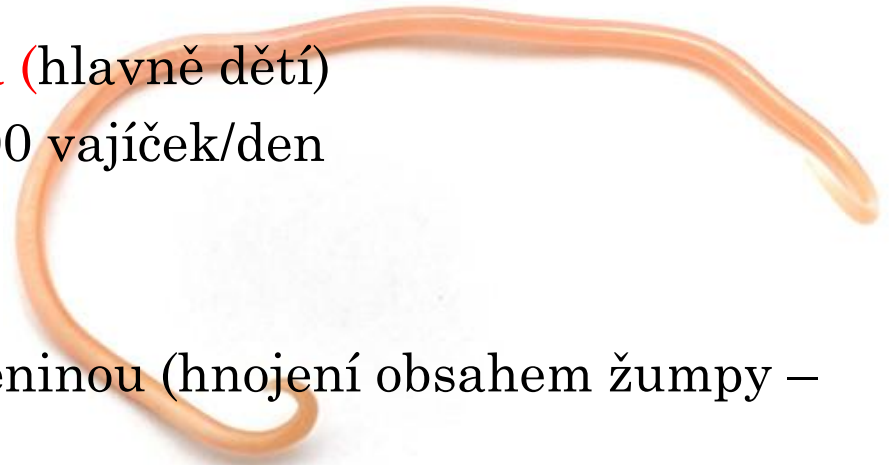 (hlavně dětí)
0 vajíček/den
eninou (hnojení obsahem žumpy –